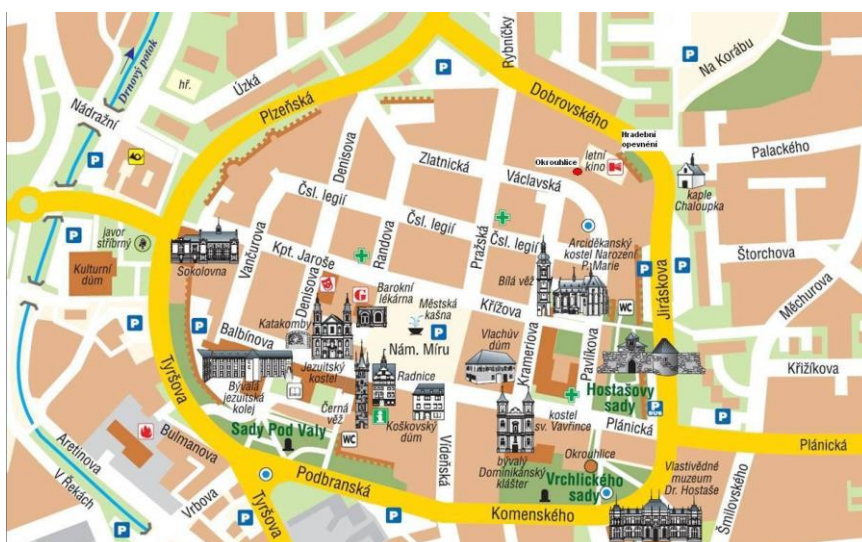 Drnový potok
Nádražní
hř.
Úzká
Plzeňská
Rybníčky
Dobrovského
Na Korábu
Hradební
opevnění
Palackého
kaple
Chaloupka
Okrouhlice
letní
kino
Denisova
Zlatnická
Václavská
Čsl. legií
Čsl. legií
Čsl. legií
Vančurova
Randova
Pražská
Arciděkanský
kostel Narození
P. Marie
Bílá věž
Štorchova
Měchurova
Jiráskova
javor
stříbrný
Kulturní
dům
Sokolovna
Kpt. Jaroše
Denisova
Barokní
lékárna
Městská
kašna
Křížova
WC
Balbínova
Katakomby
Nám. Míru
Vlachův
dům
Krameriova
Pavlíkova
Křižíkova
Jezuitský
kostel
Radnice
Hostašovy
sady
Bývalá
jezuitská
kolej
Černá
věž
Koškovský
dům
Tyršova
Sady Pod Valy
WC
Vídeňská
kostel
sv. Vavřince
Plánická
Plánická
Bulmanova
Aretinova
V Řekách
Vrbova
Tyršova
Podbranská
bývalý
Dominikánský
klášter
Okrouhlice
Vrchlického
sady
Komenského
Vlastivědné
muzeum
Dr. Hostaše
Šmilovského